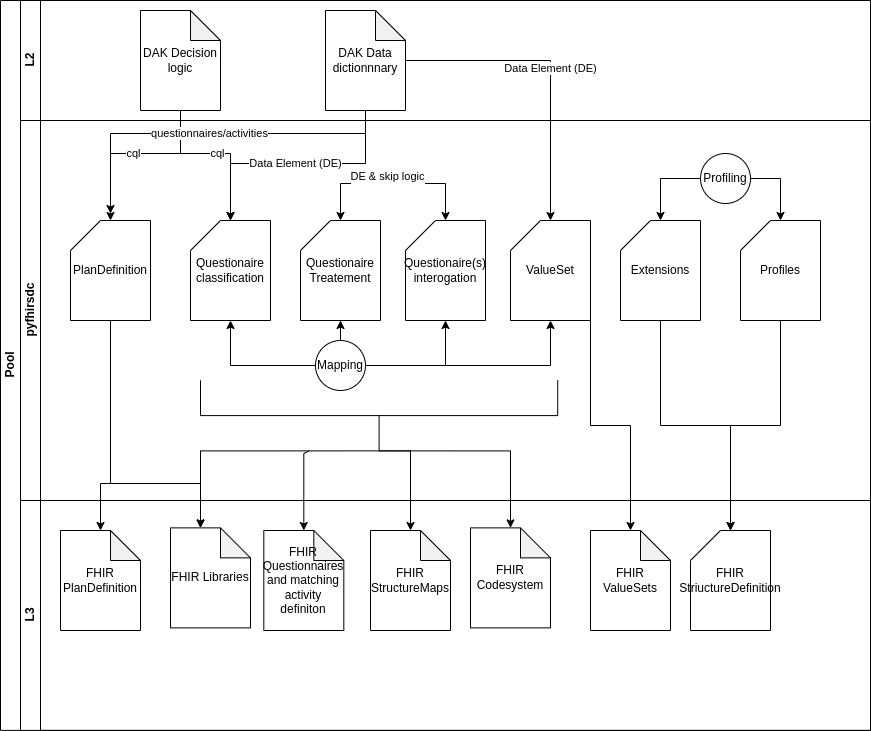 Pool
L2
DAK Decision
logic
DAK Data
dictionnnary
Data Element (DE)
pyfhirsdc
questionnaires/activities
cql
cql
Data Element (DE)
DE & skip logic
Profiling
PlanDefinition
Questionaire
classification
Questionaire
Treatement
Questionaire(s)
interogation
ValueSet
Extensions
Profiles
Mapping
L3
FHIR
PlanDefinition
FHIR Libraries
FHIR
Questionnaires
and matching
activity
definiton
FHIR
StructureMaps
FHIR
Codesystem
FHIR
ValueSets
FHIR
StriuctureDefinition